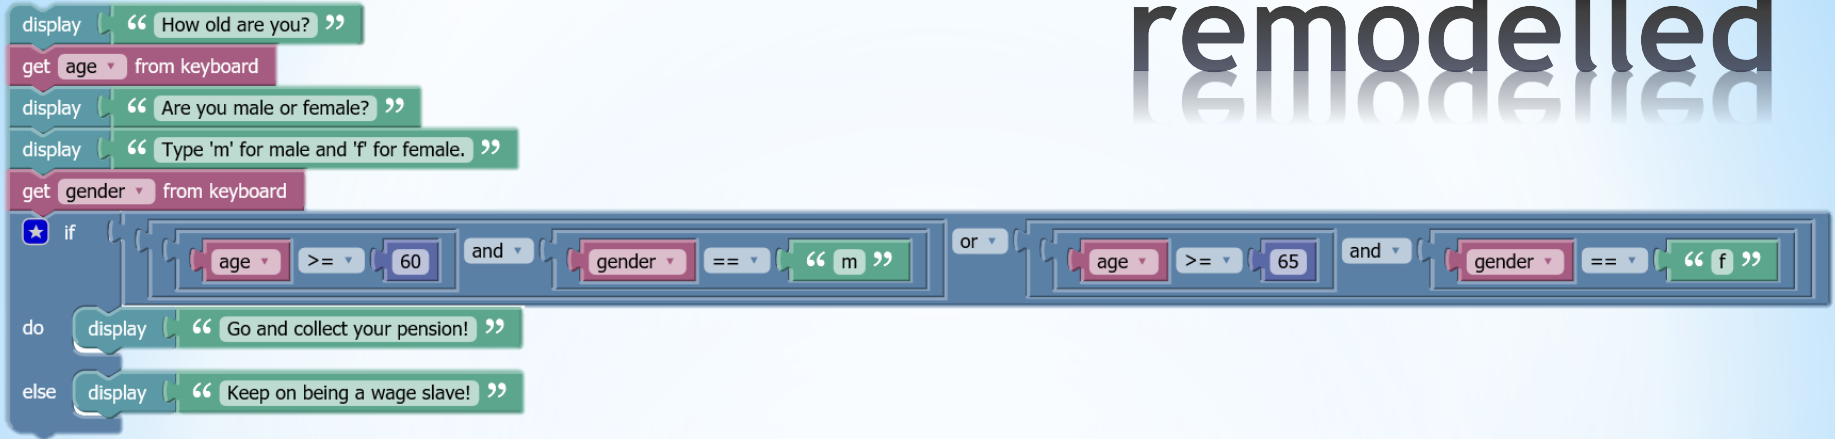 remodelled
display “ How old are you? ”
get age from keyboard
display “ Are you male or female? ”
display “ Type 'm' for male and 'f' for female. ”
get gender from keyboard
if age >= 60 and gender == “ m ” or age >= 65 and gender == “ f ”
do display “ Go and collect your pension! ”
else display “ Keep on being a wage slave! ”